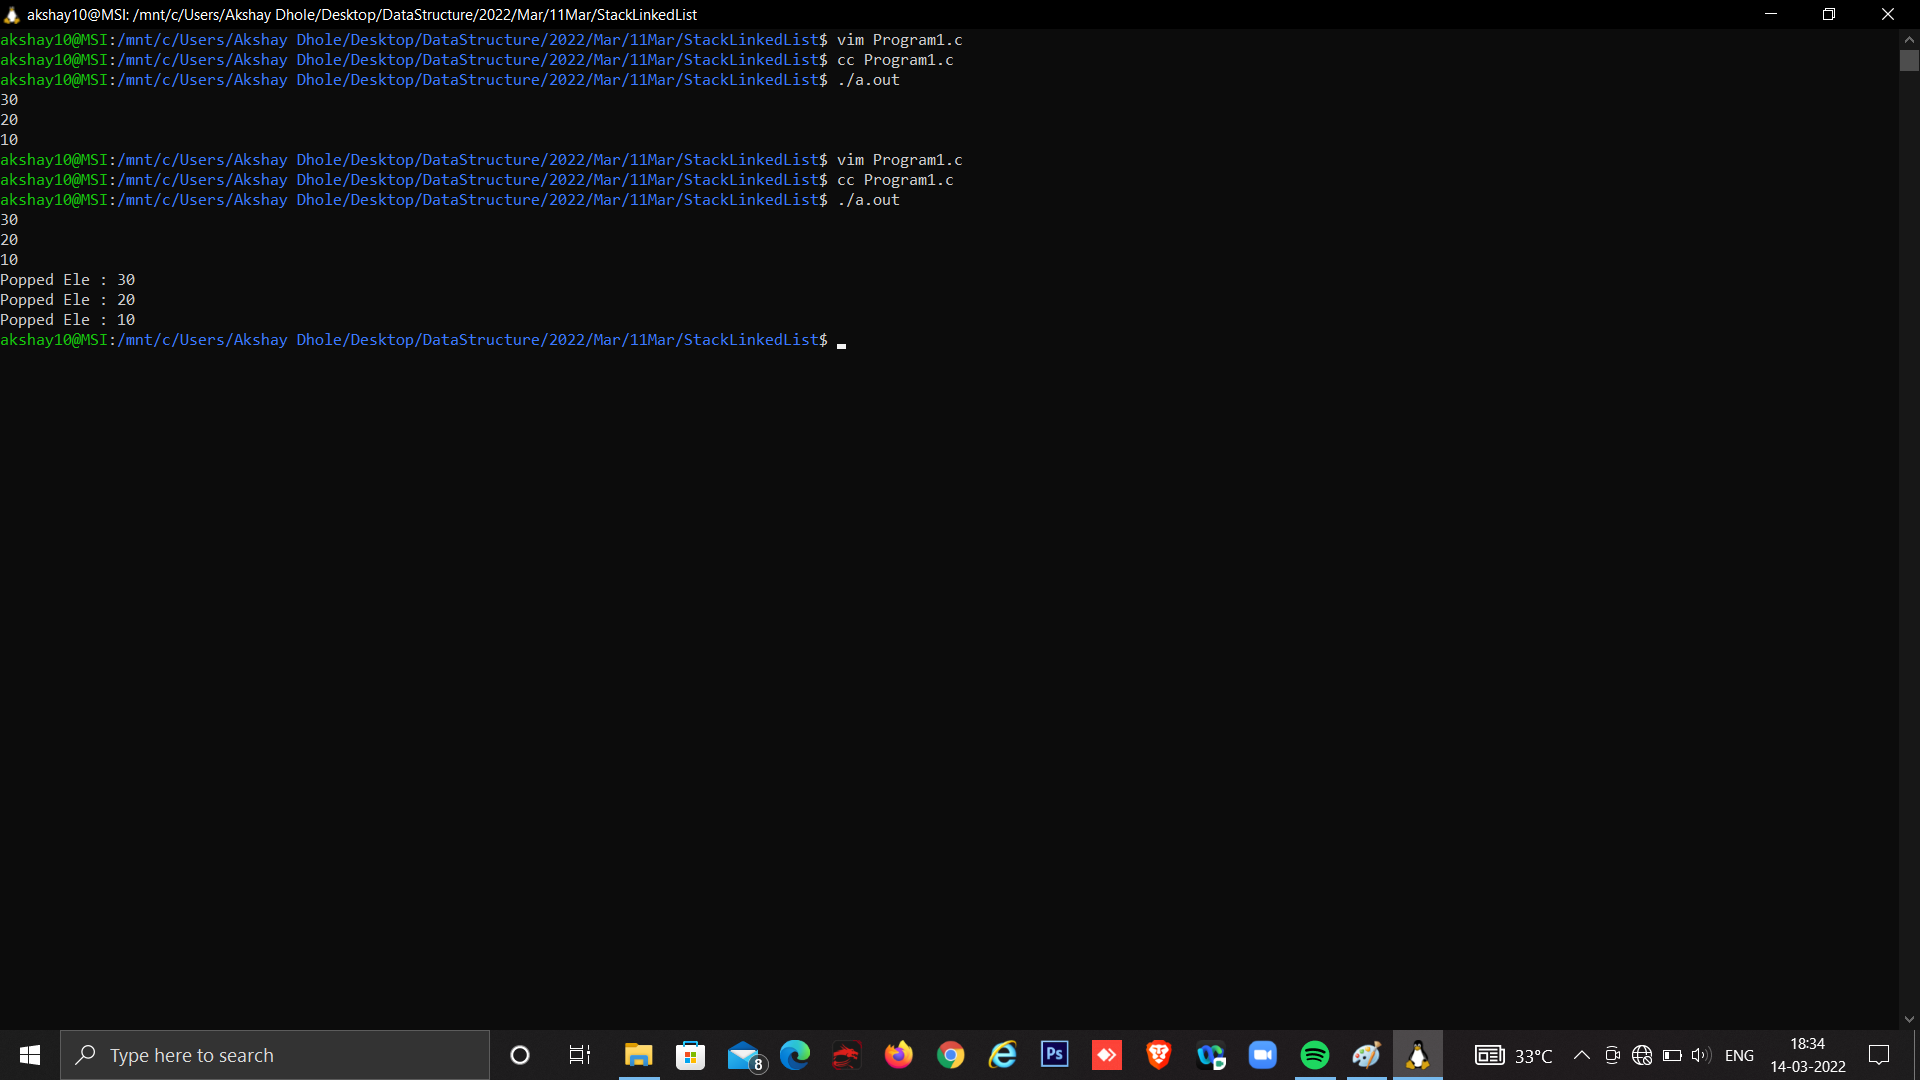 akshay10@MSI: /mnt/c/Users/Akshay Dhole/Desktop/DataStructure/2022/Mar/11Mar/StackLinkedList
akshay10@MSI:/mnt/c/Users/Akshay Dhole/Desktop/DataStructure/2022/Mar/11Mar/StackLinkedList$ vim Program1.c
akshay10@MSI:/mnt/c/Users/Akshay Dhole/Desktop/DataStructure/2022/Mar/11Mar/StackLinkedList$ cc Program1.c
akshay10@MSI:/mnt/c/Users/Akshay Dhole/Desktop/DataStructure/2022/Mar/11Mar/StackLinkedList$ ./a.out
30
20
10
akshay10@MSI:/mnt/c/Users/Akshay Dhole/Desktop/DataStructure/2022/Mar/11Mar/StackLinkedList$ vim Program1.c
akshay10@MSI:/mnt/c/Users/Akshay Dhole/Desktop/DataStructure/2022/Mar/11Mar/StackLinkedList$ cc Program1.c
akshay10@MSI:/mnt/c/Users/Akshay Dhole/Desktop/DataStructure/2022/Mar/11Mar/StackLinkedList$ ./a.out
30
20
10
Popped Ele : 30
Popped Ele : 20
Popped Ele : 10
akshay10@MSI:/mnt/c/Users/Akshay Dhole/Desktop/DataStructure/2022/Mar/11Mar/StackLinkedList$
Type here to search
8
Ps
33°C
ENG
18:34
14-03-2022